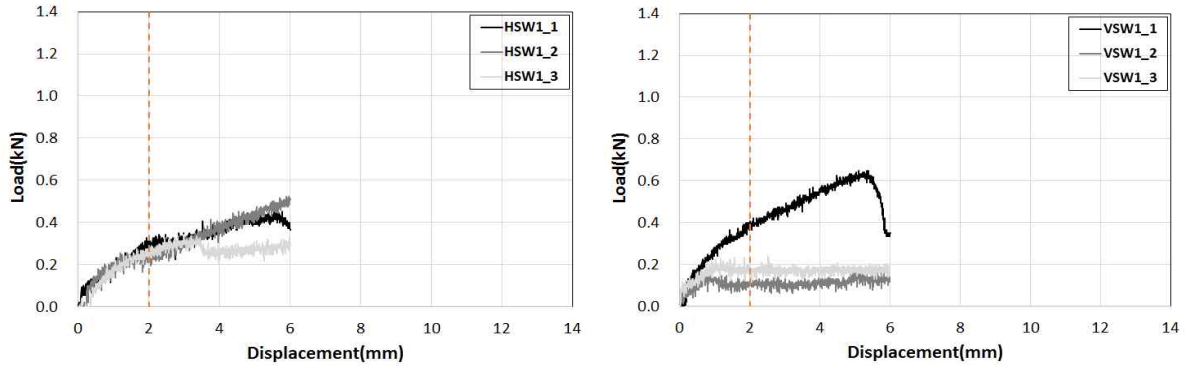 1.4
1.2
1.0
0.8
0.6
0.4
0.2
0.0
Load(kN)
0 2 4 6 8 10 12 14
Displacement(mm)
HSW1_1
HSW1_2
HSW1_3
1.4
1.2
1.0
0.8
0.6
0.4
0.2
0.0
Load(kN)
0 2 4 6 8 10 12 14
Displacement(mm)
VSW1_1
VSW1_2
VSW1_3